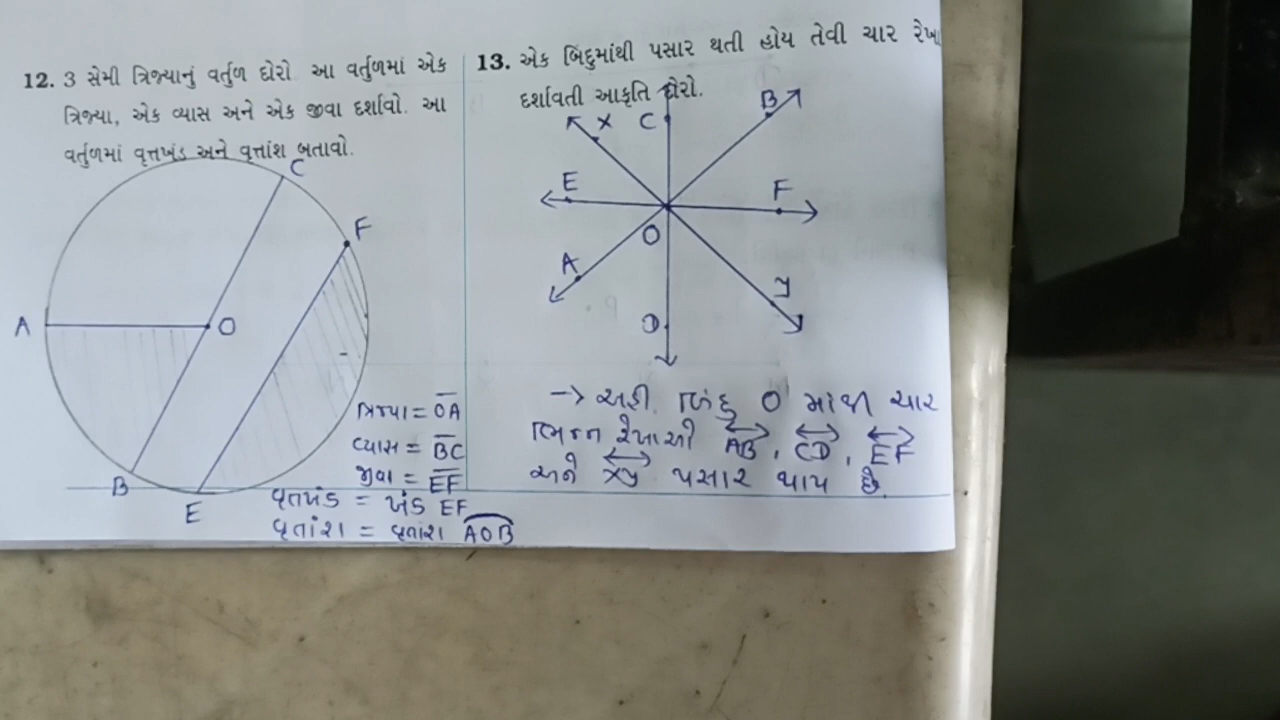 12. 3 સેમી ત્રિજ્યાનું વર્તુળ દોરો. આ વર્તુળમાં એક
ત્રિજ્યા, એક વ્યાસ અને એક જીવા દર્શાવો. આ
વર્તુળમાં વૃત્તખંડ અને વૃત્તાંશ બતાવો.
C
F
A
O
B
E
ત્રિજ્યા = OA
વ્યાસ = BC
જીવા = EF
વૃતખંડ = ખંડ EF
વૃતાંશ = વૃતાંશ AOB
13. એક બિંદુમાંથી પસાર થતી હોય તેવી ચાર રેખા
દર્શાવતી આકૃતિ દોરો.
X C B
E F
O
A y
D
→ અહી બિંદુ O માંથી ચાર
ભિન્ન રેખાઓ AB, CD, EF
અને xy પસાર થાય છે.